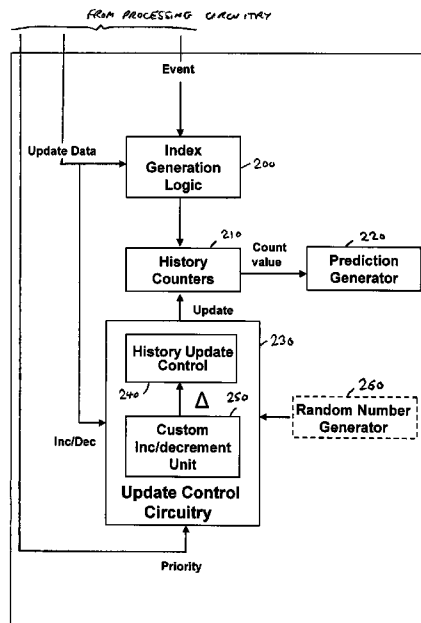 FROM PROCESSING CIRCUITRY
Event
Update Data
Index
Generation
Logic
200
210
History
Counters
Count
value
220
Prediction
Generator
Update
230
History Update
Control
240
Δ
250
Custom
Inc/decrement
Unit
Update Control
Circuitry
Inc/Dec
260
Random Number
Generator
Priority